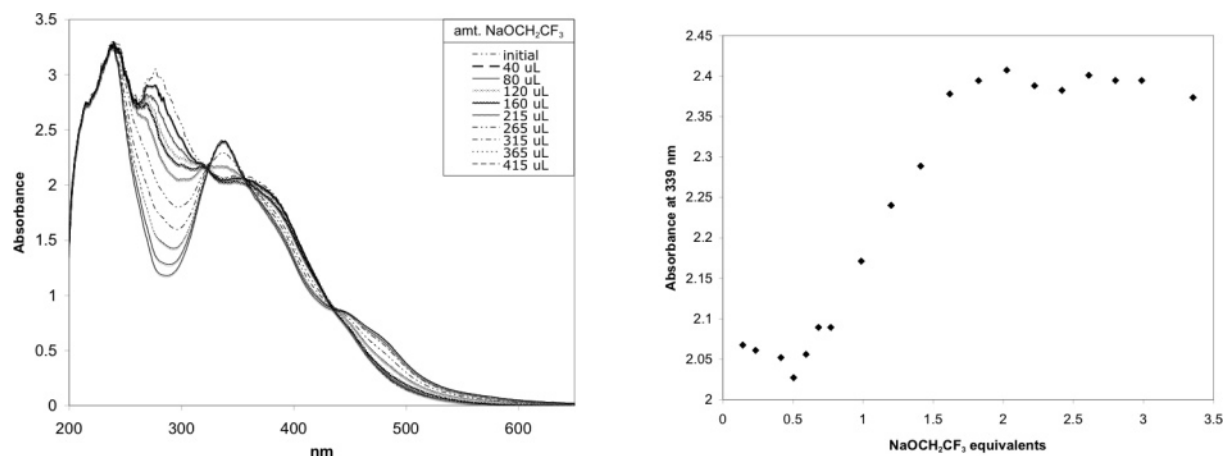 3.5
3
2.5
2
1.5
1
0.5
0
200 300 400 500 600
nm
Absorbance
amt. NaOCH₂CF₃
initial
40 uL
80 uL
120 uL
160 uL
215 uL
265 uL
315 uL
365 uL
415 uL
2.45
2.4
2.35
2.3
2.25
2.2
2.15
2.1
2.05
2
0 0.5 1 1.5 2 2.5 3 3.5
NaOCH₂CF₃ equivalents
Absorbance at 339 nm